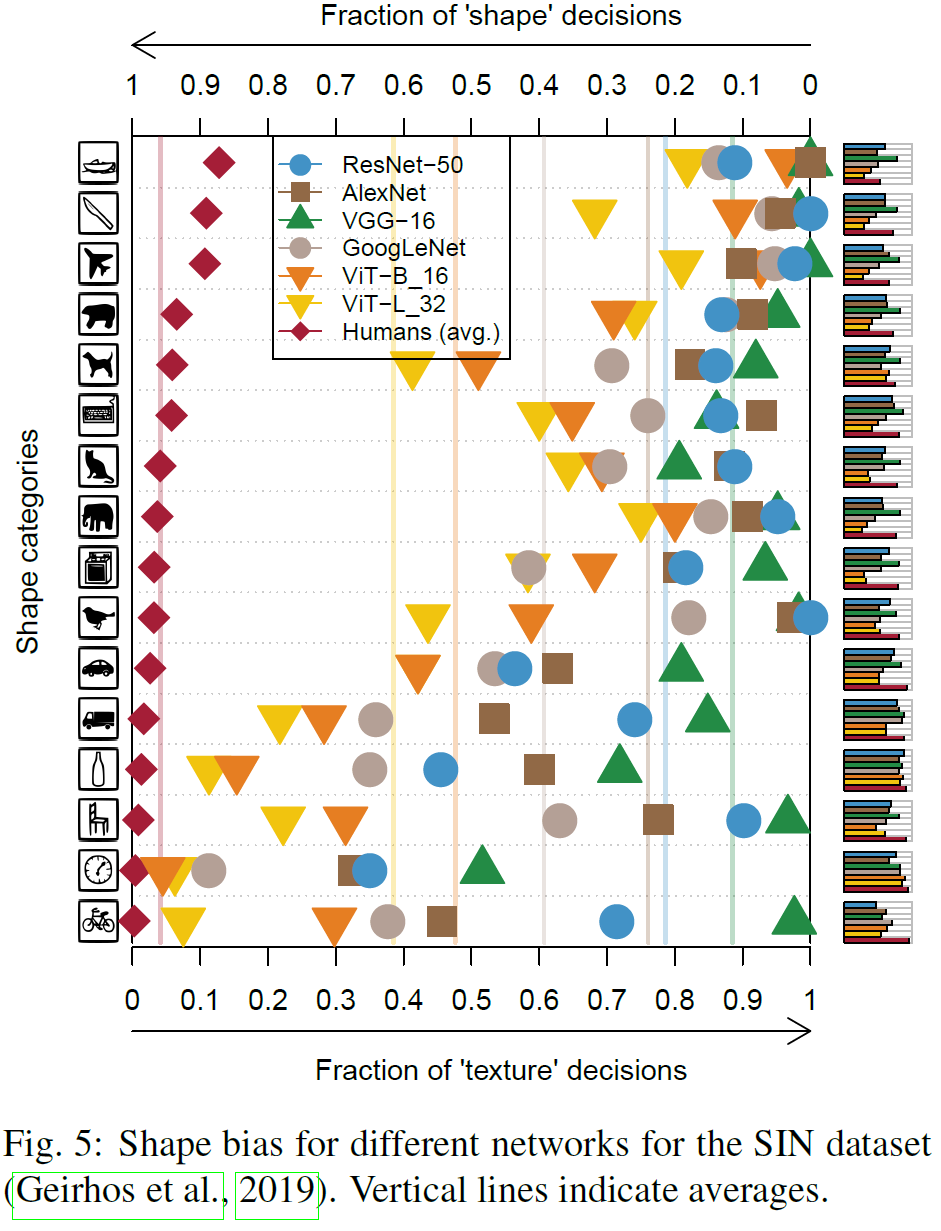 Fraction of 'shape' decisions
1 0.9 0.8 0.7 0.6 0.5 0.4 0.3 0.2 0.1 0
ResNet−50
AlexNet
VGG−16
GoogLeNet
ViT−B_16
ViT−L_32
Humans (avg.)
Shape categories
0 0.1 0.2 0.3 0.4 0.5 0.6 0.7 0.8 0.9 1
Fraction of 'texture' decisions
Fig. 5: Shape bias for different networks for the SIN dataset
(Geirhos et al., 2019). Vertical lines indicate averages.